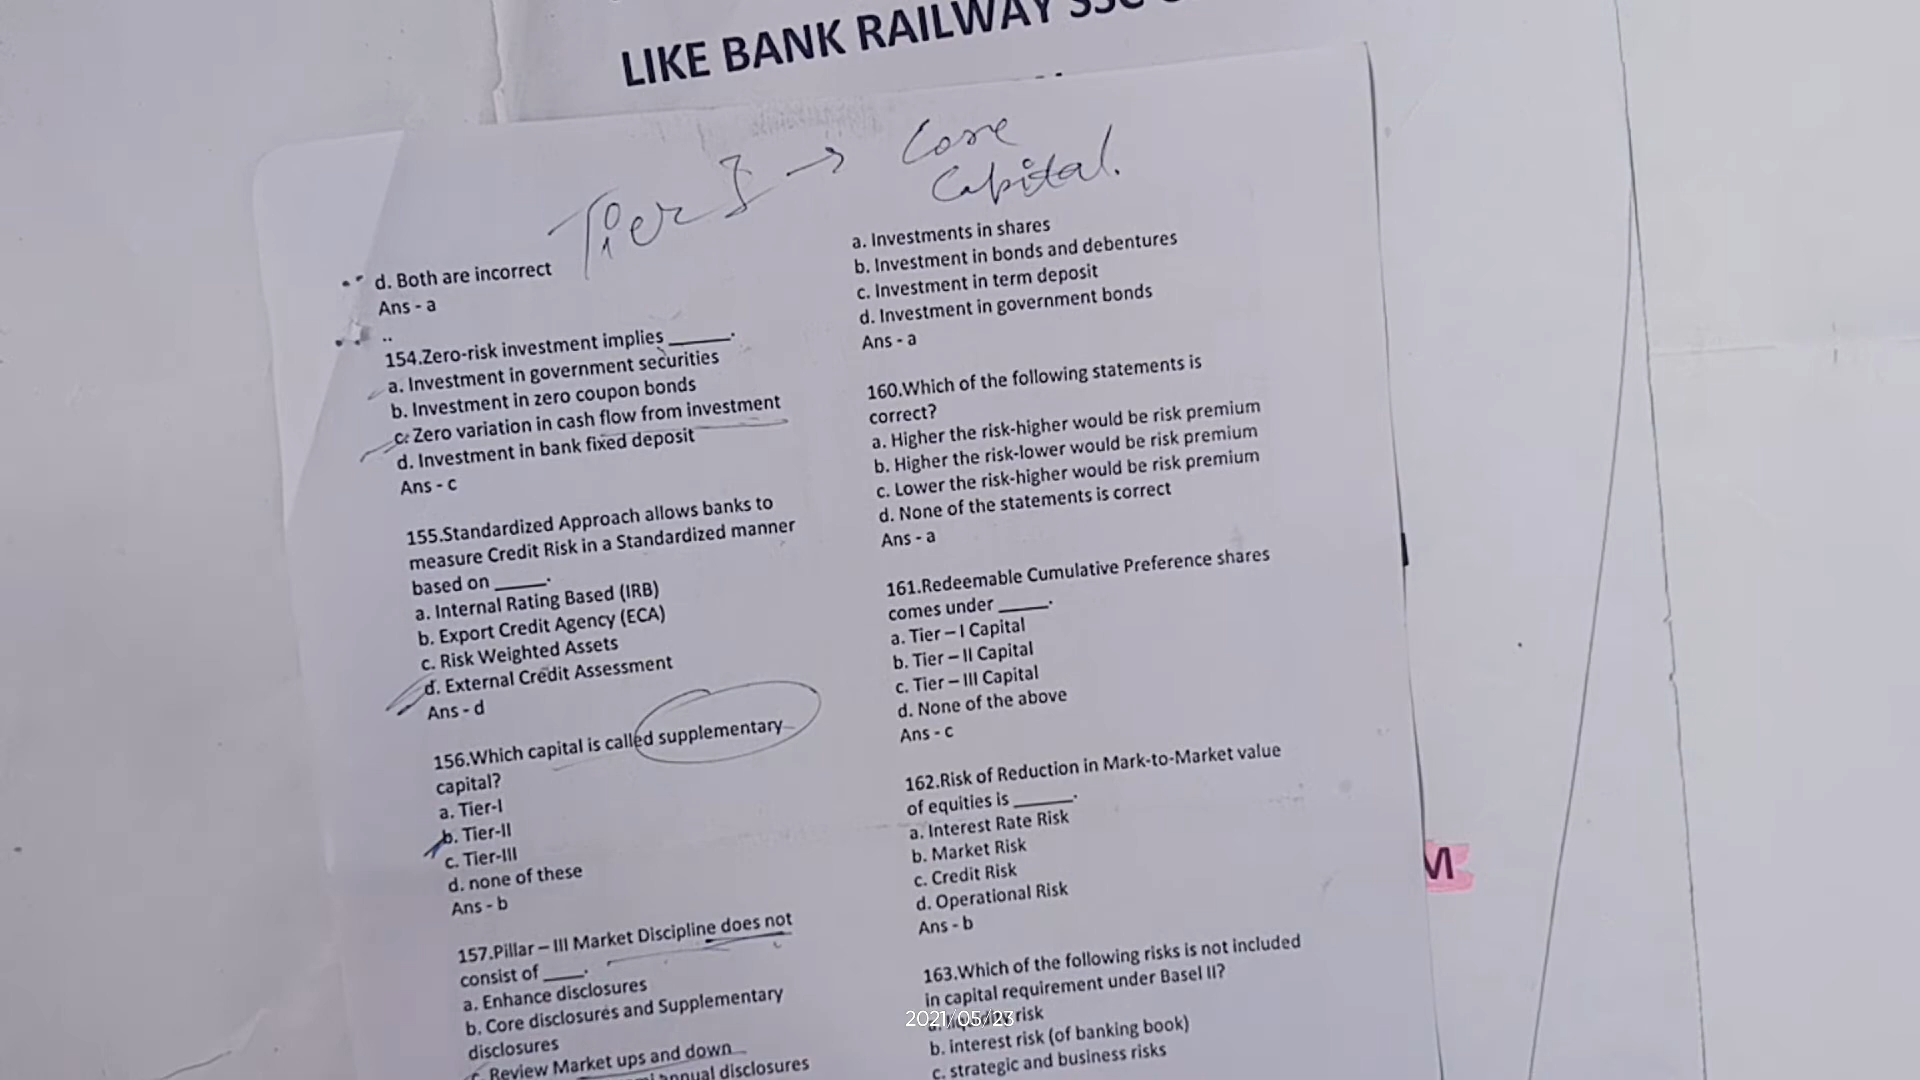 LIKE BANK RAILWAY SSC
Tier I → Core
Capital.
d. Both are incorrect
Ans - a
..
154.Zero-risk investment implies ______.
a. Investment in government securities
b. Investment in zero coupon bonds
c. Zero variation in cash flow from investment
d. Investment in bank fixed deposit
Ans - c
155.Standardized Approach allows banks to
measure Credit Risk in a Standardized manner
based on _____.
a. Internal Rating Based (IRB)
b. Export Credit Agency (ECA)
c. Risk Weighted Assets
d. External Credit Assessment
Ans - d
156.Which capital is called supplementary
capital?
a. Tier-I
b. Tier-II
c. Tier-III
d. none of these
Ans - b
157.Pillar – III Market Discipline does not
consist of ____.
a. Enhance disclosures
b. Core disclosures and Supplementary
disclosures
c. Review Market ups and down
annual disclosures
a. Investments in shares
b. Investment in bonds and debentures
c. Investment in term deposit
d. Investment in government bonds
Ans - a
160.Which of the following statements is
correct?
a. Higher the risk-higher would be risk premium
b. Higher the risk-lower would be risk premium
c. Lower the risk-higher would be risk premium
d. None of the statements is correct
Ans - a
161.Redeemable Cumulative Preference shares
comes under _____.
a. Tier – I Capital
b. Tier – II Capital
c. Tier – III Capital
d. None of the above
Ans - c
162.Risk of Reduction in Mark-to-Market value
of equities is ______.
a. Interest Rate Risk
b. Market Risk
c. Credit Risk
d. Operational Risk
Ans - b
163.Which of the following risks is not included
in capital requirement under Basel II?
risk
b. interest risk (of banking book)
c. strategic and business risks
M
2021/05/23